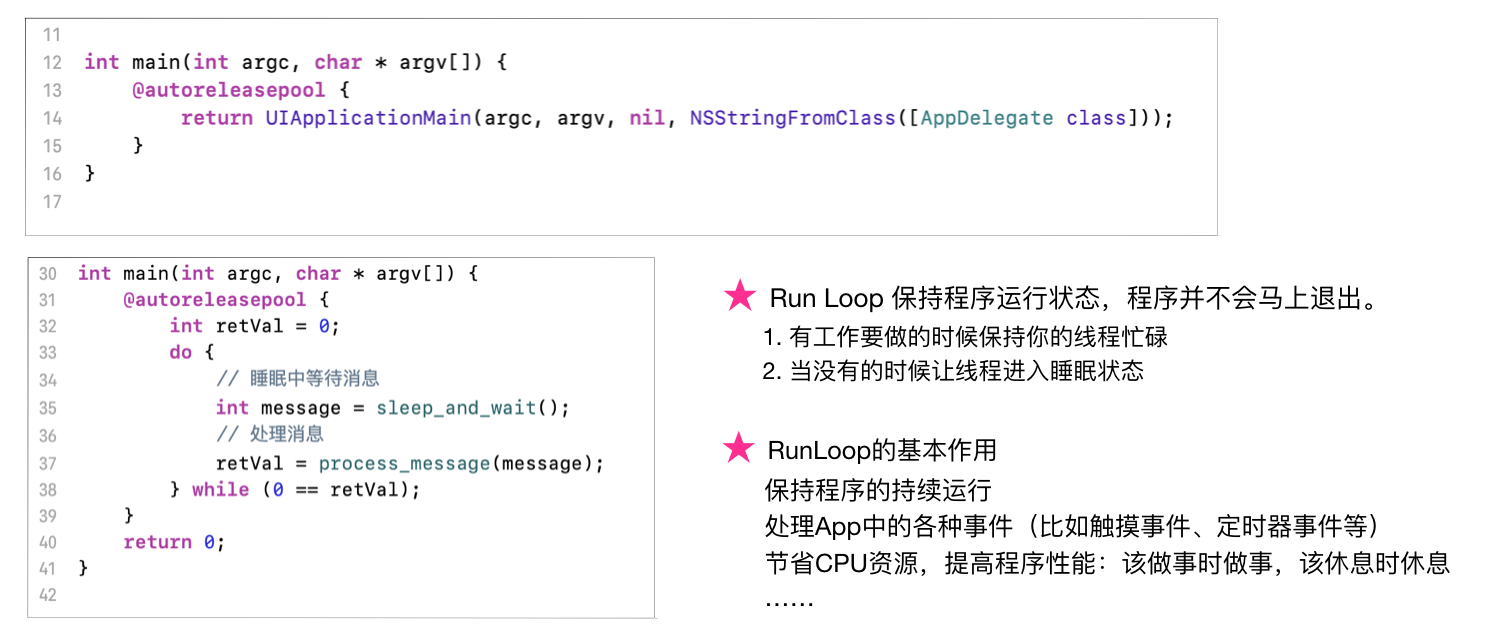 11
12 int main(int argc, char * argv[]) {
13     @autoreleasepool {
14         return UIApplicationMain(argc, argv, nil, NSStringFromClass([AppDelegate class]));
15     }
16 }
17
30 int main(int argc, char * argv[]) {
31     @autoreleasepool {
32         int retVal = 0;
33         do {
34             // 睡眠中等待消息
35             int message = sleep_and_wait();
36             // 处理消息
37             retVal = process_message(message);
38         } while (0 == retVal);
39     }
40     return 0;
41 }
42
★ Run Loop 保持程序运行状态，程序并不会马上退出。
1. 有工作要做的时候保持你的线程忙碌
2. 当没有的时候让线程进入睡眠状态
★ RunLoop的基本作用
保持程序的持续运行
处理App中的各种事件（比如触摸事件、定时器事件等）
节省CPU资源，提高程序性能：该做事时做事，该休息时休息
......